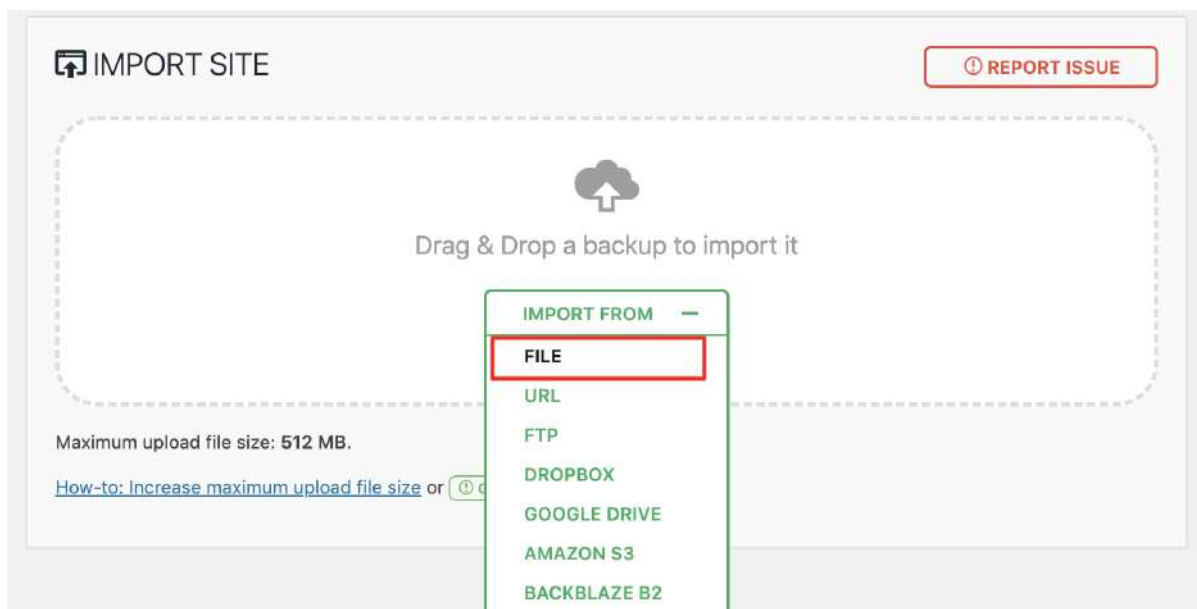 IMPORT SITE
REPORT ISSUE
Drag & Drop a backup to import it
IMPORT FROM
FILE
URL
FTP
DROPBOX
GOOGLE DRIVE
AMAZON S3
BACKBLAZE B2
Maximum upload file size: 512 MB.
How-to: Increase maximum upload file size or